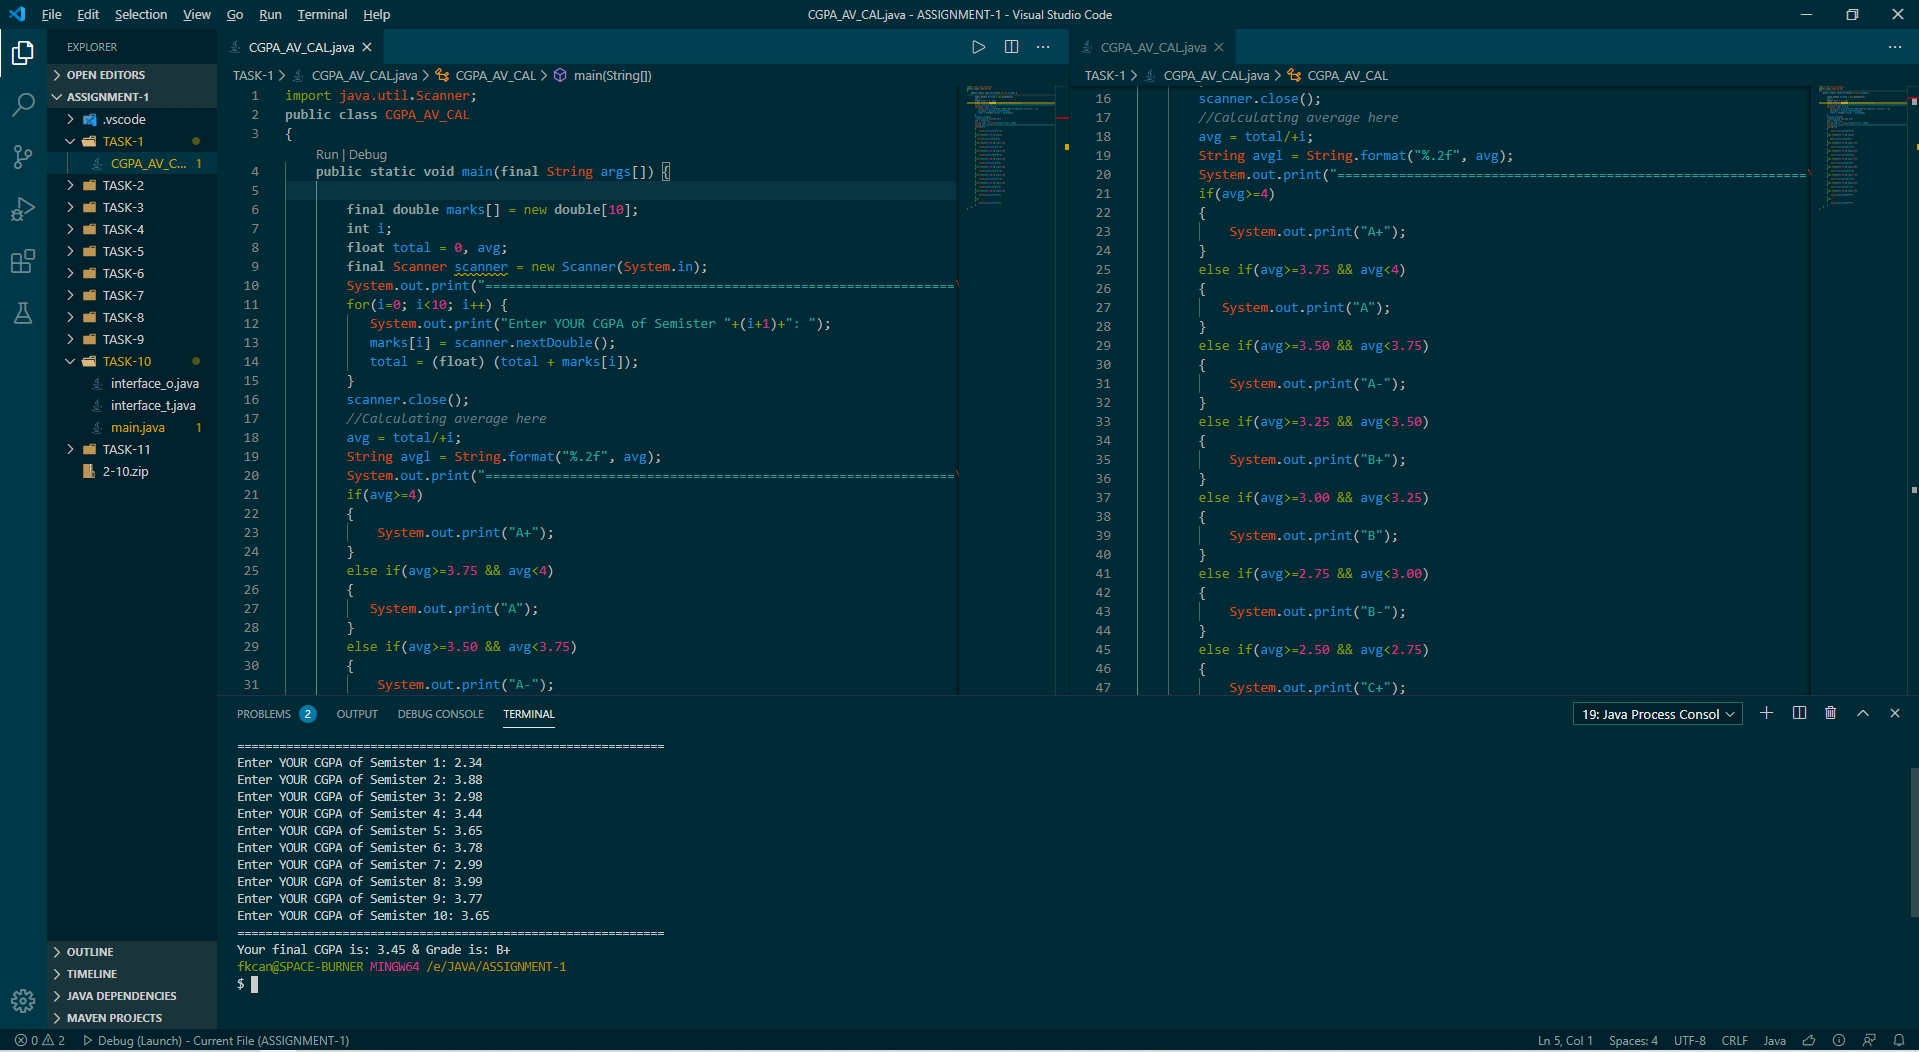 File Edit Selection View Go Run Terminal Help
CGPA_AV_CAL.java - ASSIGNMENT-1 - Visual Studio Code
EXPLORER
OPEN EDITORS
ASSIGNMENT-1
.vscode
TASK-1
CGPA_AV_C... 1
TASK-2
TASK-3
TASK-4
TASK-5
TASK-6
TASK-7
TASK-8
TASK-9
TASK-10
interface_o.java
interface_t.java
main.java 1
TASK-11
2-10.zip
OUTLINE
TIMELINE
JAVA DEPENDENCIES
MAVEN PROJECTS
CGPA_AV_CAL.java
TASK-1 > CGPA_AV_CAL.java > CGPA_AV_CAL > main(String[])
1 import java.util.Scanner;
2 public class CGPA_AV_CAL
3 {
Run | Debug
4 public static void main(final String args[]) {
5
6 final double marks[] = new double[10];
7 int i;
8 float total = 0, avg;
9 final Scanner scanner = new Scanner(System.in);
10 System.out.print("=============================================================\
11 for(i=0; i<10; i++) {
12 System.out.print("Enter YOUR CGPA of Semister "+(i+1)+": ");
13 marks[i] = scanner.nextDouble();
14 total = (float) (total + marks[i]);
15 }
16 scanner.close();
17 //Calculating average here
18 avg = total/+i;
19 String avgl = String.format("%.2f", avg);
20 System.out.print("=============================================================\
21 if(avg>=4)
22 {
23 System.out.print("A+");
24 }
25 else if(avg>=3.75 && avg<4)
26 {
27 System.out.print("A");
28 }
29 else if(avg>=3.50 && avg<3.75)
30 {
31 System.out.print("A-");
CGPA_AV_CAL.java
TASK-1 > CGPA_AV_CAL.java > CGPA_AV_CAL
16 scanner.close();
17 //Calculating average here
18 avg = total/+i;
19 String avgl = String.format("%.2f", avg);
20 System.out.print("=============================================================\
21 if(avg>=4)
22 {
23 System.out.print("A+");
24 }
25 else if(avg>=3.75 && avg<4)
26 {
27 System.out.print("A");
28 }
29 else if(avg>=3.50 && avg<3.75)
30 {
31 System.out.print("A-");
32 }
33 else if(avg>=3.25 && avg<3.50)
34 {
35 System.out.print("B+");
36 }
37 else if(avg>=3.00 && avg<3.25)
38 {
39 System.out.print("B");
40 }
41 else if(avg>=2.75 && avg<3.00)
42 {
43 System.out.print("B-");
44 }
45 else if(avg>=2.50 && avg<2.75)
46 {
47 System.out.print("C+");
PROBLEMS 2 OUTPUT DEBUG CONSOLE TERMINAL
19: Java Process Consol
=============================================================
Enter YOUR CGPA of Semister 1: 2.34
Enter YOUR CGPA of Semister 2: 3.88
Enter YOUR CGPA of Semister 3: 2.98
Enter YOUR CGPA of Semister 4: 3.44
Enter YOUR CGPA of Semister 5: 3.65
Enter YOUR CGPA of Semister 6: 3.78
Enter YOUR CGPA of Semister 7: 2.99
Enter YOUR CGPA of Semister 8: 3.99
Enter YOUR CGPA of Semister 9: 3.77
Enter YOUR CGPA of Semister 10: 3.65
=============================================================
Your final CGPA is: 3.45 & Grade is: B+
fkcan@SPACE-BURNER MINGW64 /e/JAVA/ASSIGNMENT-1
$
0 2 Debug (Launch) - Current File (ASSIGNMENT-1)
Ln 5, Col 1 Spaces: 4 UTF-8 CRLF Java